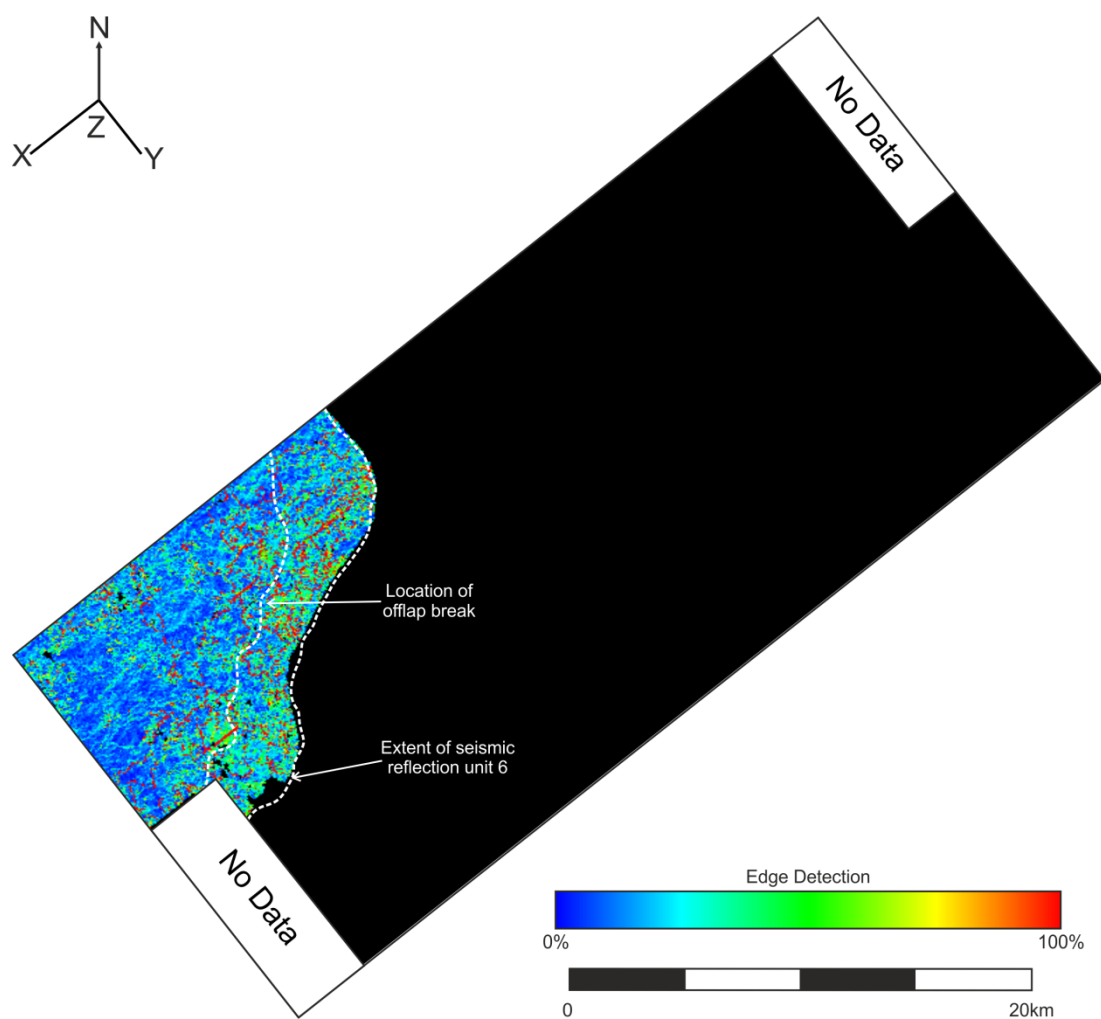 N
X
Z
Y
No Data
Location of
offlap break
Extent of seismic
reflection unit 6
No Data
Edge Detection
0%
100%
0
20km